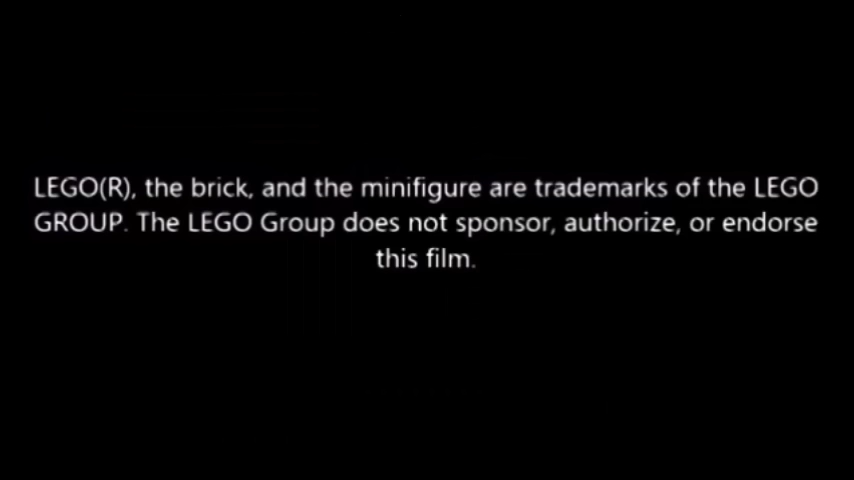 LEGO(R), the brick, and the minifigure are trademarks of the LEGO
GROUP. The LEGO Group does not sponsor, authorize, or endorse
this film.